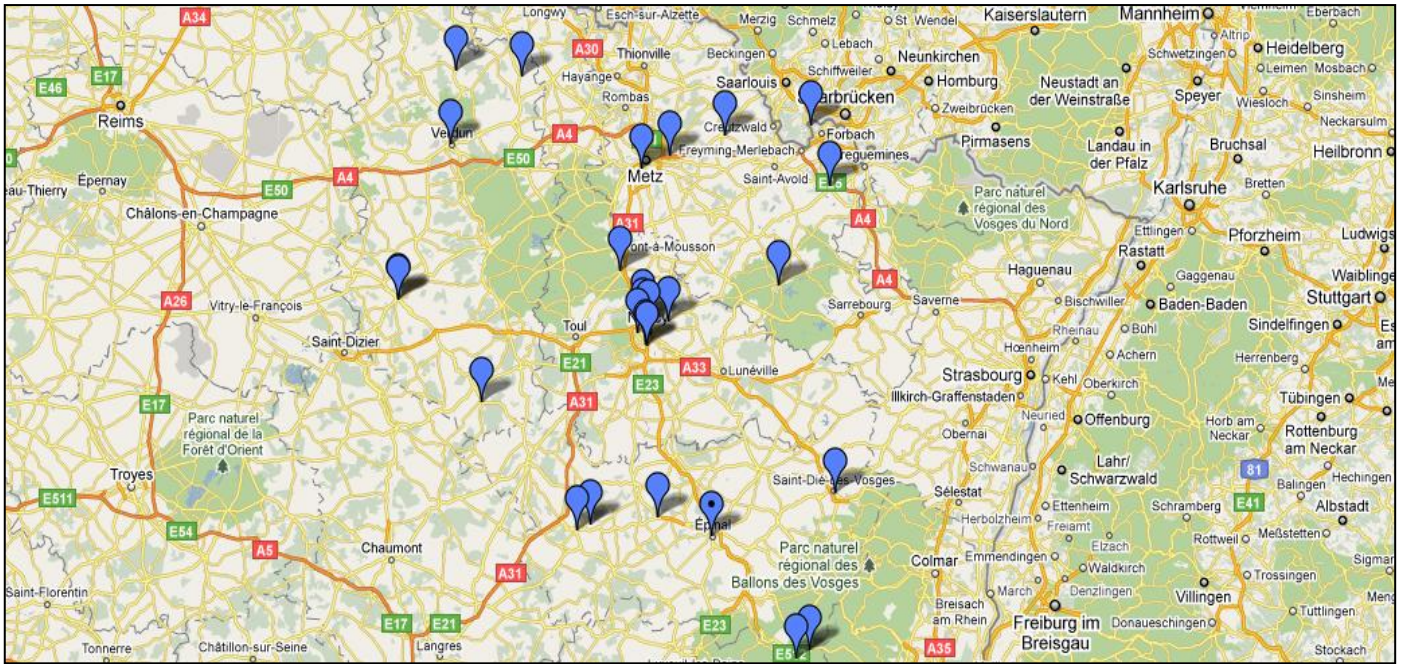 A34
Longwy
Esch-sur-Alzette
Merzig
Schmelz
St Wendel
Kaiserslautern
Mannheim
Eberbach
A30
Thionville
Beckingen
Lebach
Altrip
Heidelberg
E17
Hayange
Saarlouis
Schiffweiler
Neunkirchen
Schwetzingen
Leimen
Mosbach
E46
Rombas
Homburg
Neustadt an
der Weinstraße
Speyer
Wiesloch
Sinsheim
Reims
Verdun
A4
Creutzwald
Zweibrücken
Neckarsulm
Forbach
Pirmasens
Landau in
der Pfalz
Bruchsal
Heilbronn
E50
Freyming-Merlebach
Metz
Saint-Avold
Épernay
E50
A4
Karlsruhe
Bretten
Châlons-en-Champagne
A31
A4
Parc naturel
régional des
Vosges du Nord
Ettlingen
Pforzheim
Ludwigs
Rastatt
Haguenau
Gaggenau
Waiblinge
A26
A4
Vitry-le-François
Sarrebourg
Saverne
Bischwiller
Baden-Baden
Stuttgart
Toul
Rheinau
Bühl
Sindelfingen
Saint-Dizier
Hœnheim
Achern
Herrenberg
E21
A33
Lunéville
Strasbourg
Kehl
Oberkirch
E23
Illkirch-Graffenstaden
Tübingen
E17
A31
Neuried
Offenburg
Horb am
Neckar
Rottenburg
am Neckar
Parc naturel
régional de la
Forêt d'Orient
Obernai
Troyes
Schwanau
Lahr/
Schwarzwald
81
Hechingen
Saint-Dié-des-Vosges
Balingen
E511
Sélestat
Ettenheim
Schramberg
E41
Albstadt
E54
Herbolzheim
Freiamt
Rottweil
Meßstetten
A5
Chaumont
Parc naturel
régional des
Ballons des Vosges
Colmar
Emmendingen
Elzach
Waldkirch
Trossingen
A31
March
Denzlingen
Villingen
Saint-Florentin
Breisach
am Rhein
Freiburg im
Breisgau
Donaueschingen
Tuttlingen
E17
E21
E23
Tonnerre
Châtillon-sur-Seine
Langres
A35
Stockach